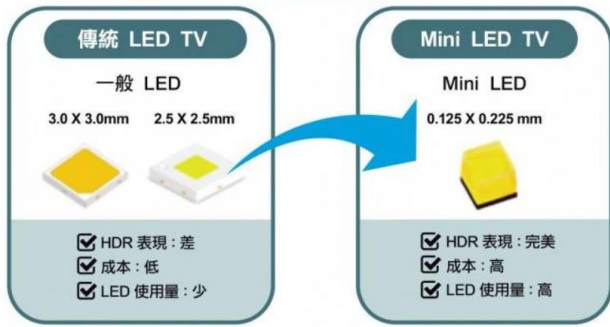 傳統 LED TV
一般 LED
3.0 X 3.0mm 2.5 X 2.5mm
HDR 表現：差
成本：低
LED 使用量：少
Mini LED TV
Mini LED
0.125 X 0.225 mm
HDR 表現：完美
成本：高
LED 使用量：高